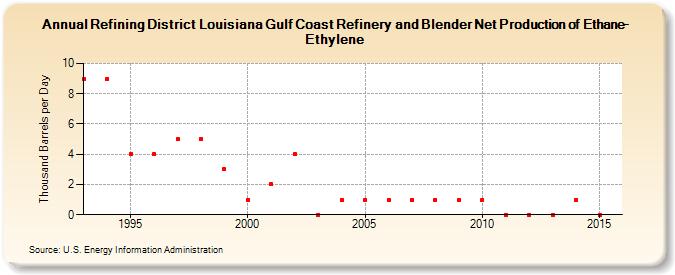 Annual Refining District Louisiana Gulf Coast Refinery and Blender Net Production of Ethane-
Ethylene
Thousand Barrels per Day
10
8
6
4
2
0
1995 2000 2005 2010 2015
Source: U.S. Energy Information Administration